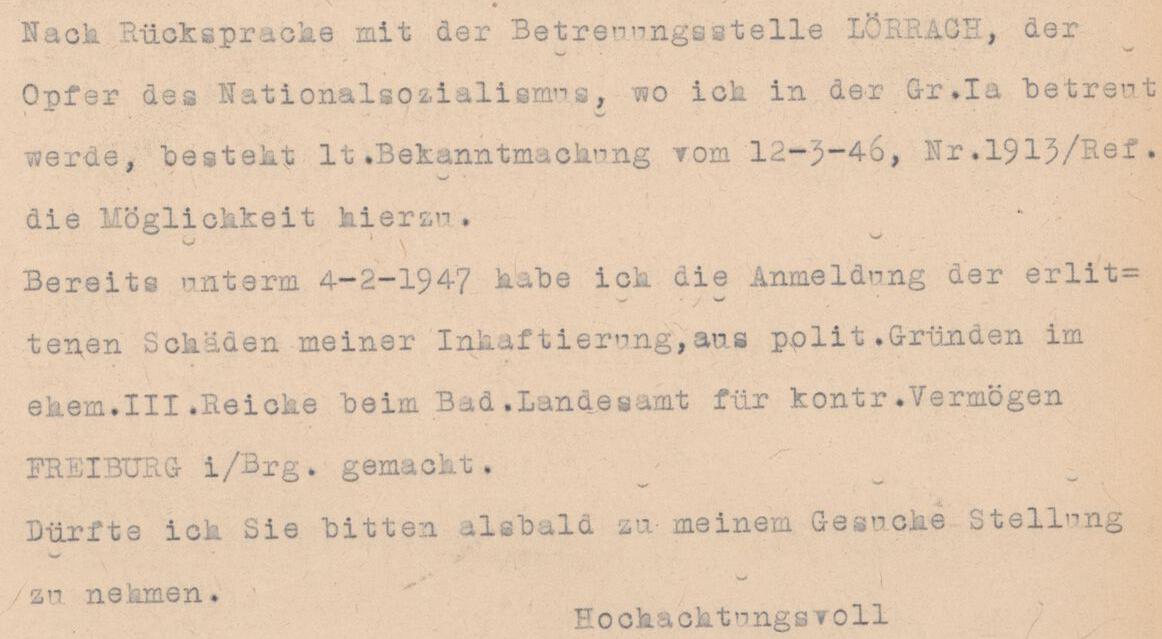 Nach Rücksprache mit der Betreuungsstelle LÖRRACH, der
Opfer des Nationalsozialismus, wo ich in der Gr.Ia betreut
werde, besteht lt.Bekanntmachung vom 12-3-46, Nr.1913/Ref.
die Möglichkeit hierzu.
Bereits unterm 4-2-1947 habe ich die Anmeldung der erlit=
tenen Schäden meiner Inhaftierung,aus polit.Gründen im
ehem.III.Reiche beim Bad.Landesamt für kontr.Vermögen
FREIBURG i/Brg. gemacht.
Dürfte ich Sie bitten alsbald zu meinem Gesuche Stellung
zu nehmen.
Hochachtungsvoll